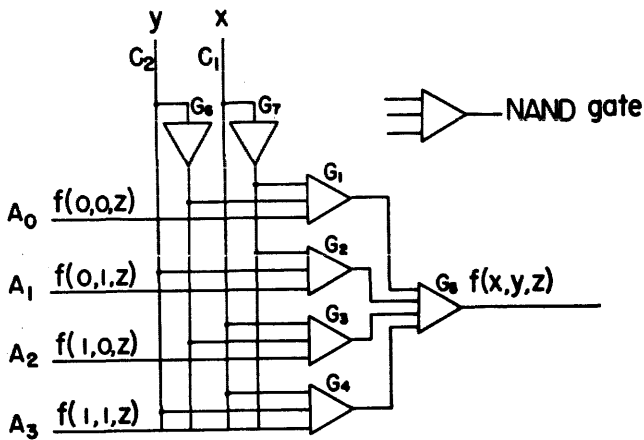 y x
C₂ C₁
G₆ G₇
NAND gate
G₁
A₀ f(0,0,z)
G₂
A₁ f(0,1,z)
G₅ f(x,y,z)
G₃
A₂ f(1,0,z)
G₄
A₃ f(1,1,z)